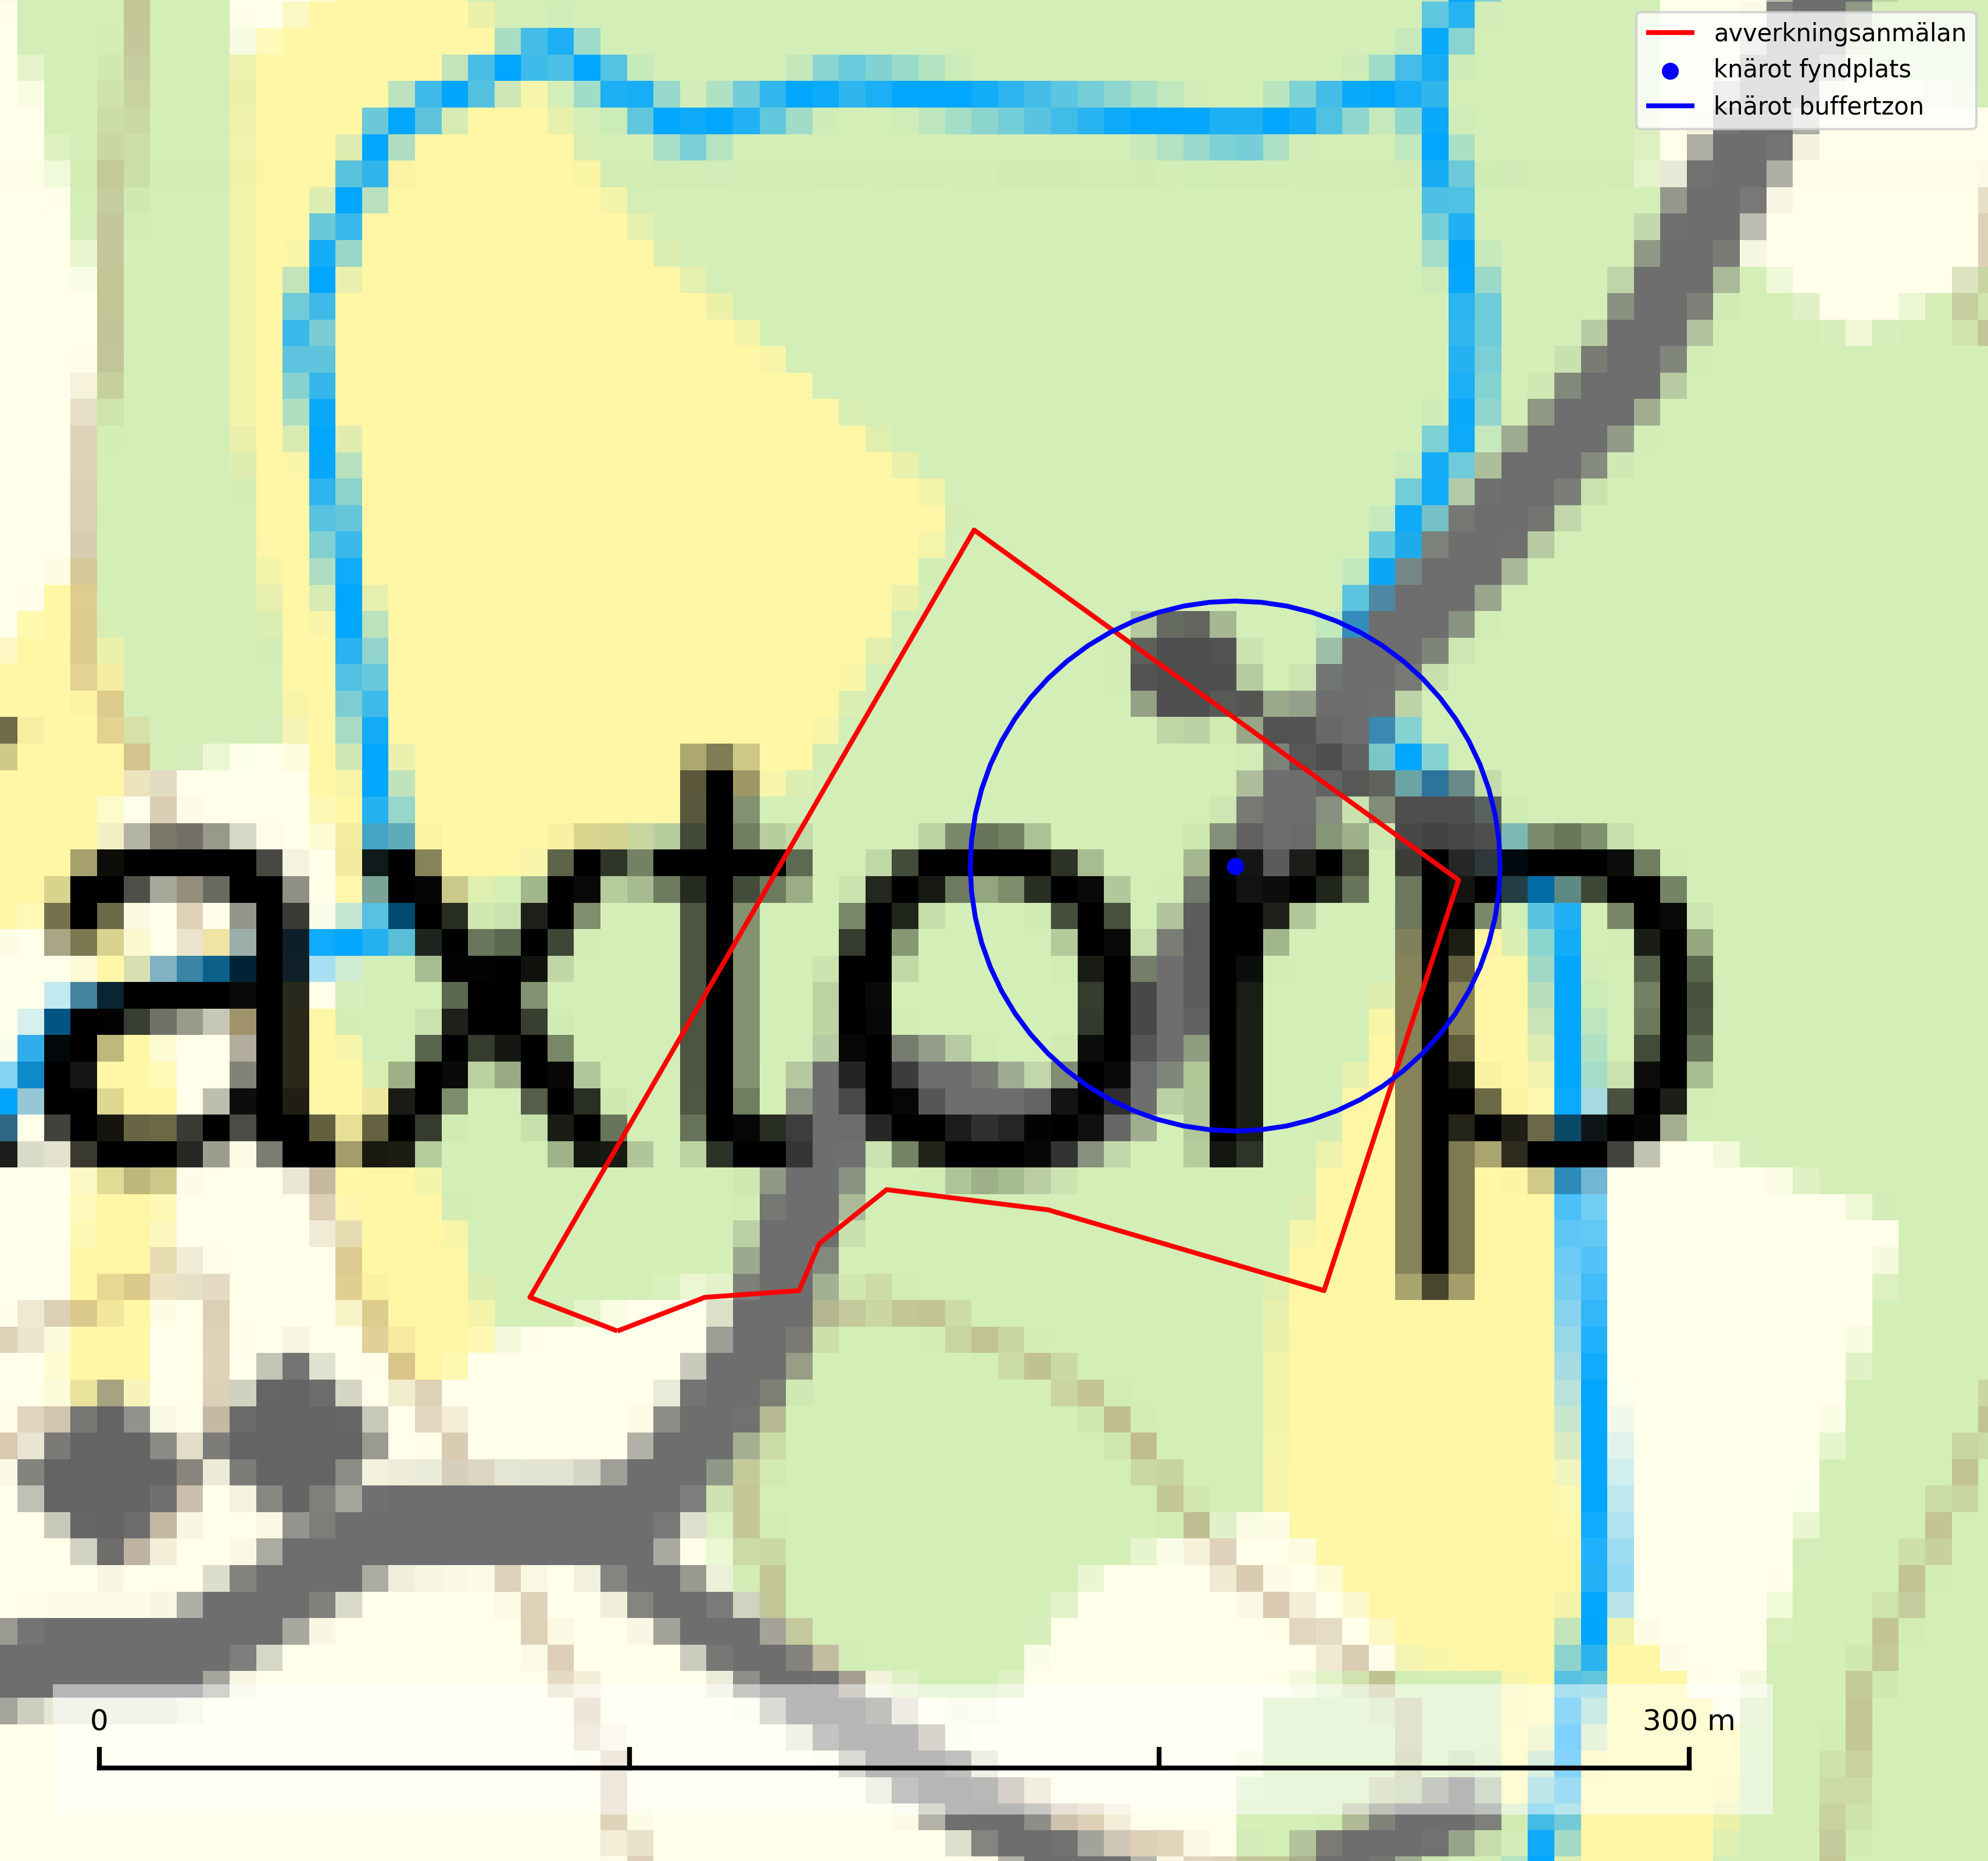 avverkningsanmälan
knärot fyndplats
knärot buffertzon
axtorp
0 300 m